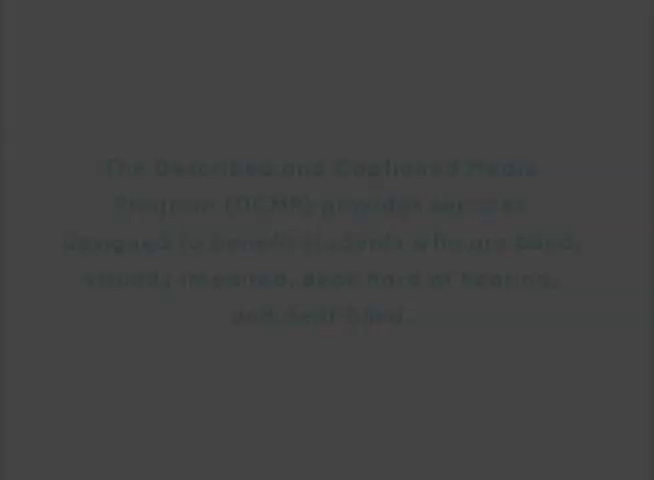 The Described and Captioned Media
Program (DCMP) provides services
designed to benefit students who are blind,
visually impaired, deaf, hard of hearing,
and deaf-blind.